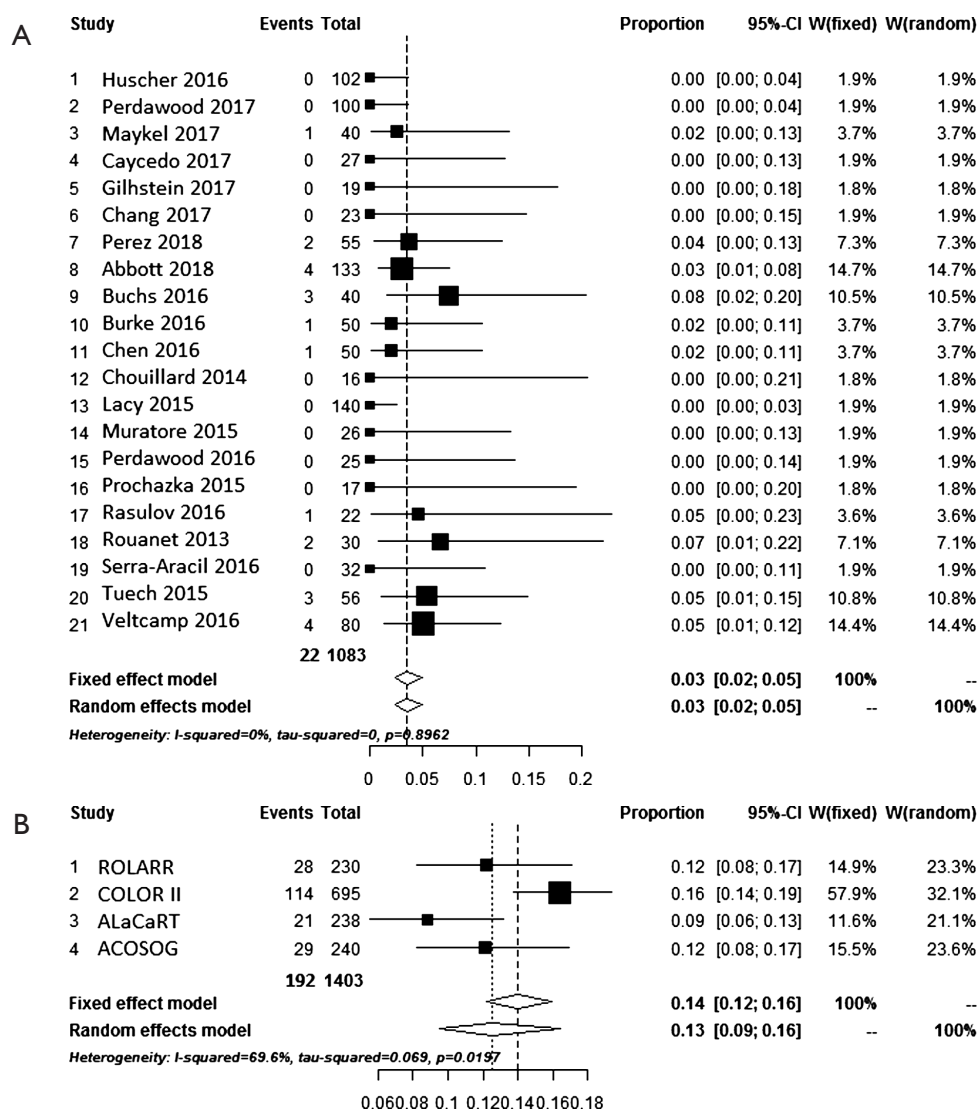 A
Study Events Total Proportion 95%-CI W(fixed) W(random)
1 Huscher 2016 0 102 0.00 [0.00; 0.04] 1.9% 1.9%
2 Perdawood 2017 0 100 0.00 [0.00; 0.04] 1.9% 1.9%
3 Maykel 2017 1 40 0.02 [0.00; 0.13] 3.7% 3.7%
4 Caycedo 2017 0 27 0.00 [0.00; 0.13] 1.9% 1.9%
5 Gilhstein 2017 0 19 0.00 [0.00; 0.18] 1.8% 1.8%
6 Chang 2017 0 23 0.00 [0.00; 0.15] 1.9% 1.9%
7 Perez 2018 2 55 0.04 [0.00; 0.13] 7.3% 7.3%
8 Abbott 2018 4 133 0.03 [0.01; 0.08] 14.7% 14.7%
9 Buchs 2016 3 40 0.08 [0.02; 0.20] 10.5% 10.5%
10 Burke 2016 1 50 0.02 [0.00; 0.11] 3.7% 3.7%
11 Chen 2016 1 50 0.02 [0.00; 0.11] 3.7% 3.7%
12 Chouillard 2014 0 16 0.00 [0.00; 0.21] 1.8% 1.8%
13 Lacy 2015 0 140 0.00 [0.00; 0.03] 1.9% 1.9%
14 Muratore 2015 0 26 0.00 [0.00; 0.13] 1.9% 1.9%
15 Perdawood 2016 0 25 0.00 [0.00; 0.14] 1.9% 1.9%
16 Prochazka 2015 0 17 0.00 [0.00; 0.20] 1.8% 1.8%
17 Rasulov 2016 1 22 0.05 [0.00; 0.23] 3.6% 3.6%
18 Rouanet 2013 2 30 0.07 [0.01; 0.22] 7.1% 7.1%
19 Serra-Aracil 2016 0 32 0.00 [0.00; 0.11] 1.9% 1.9%
20 Tuech 2015 3 56 0.05 [0.01; 0.15] 10.8% 10.8%
21 Veltcamp 2016 4 80 0.05 [0.01; 0.12] 14.4% 14.4%
22 1083
Fixed effect model 0.03 [0.02; 0.05] 100% --
Random effects model 0.03 [0.02; 0.05] -- 100%
Heterogeneity: I-squared=0%, tau-squared=0, p=0.8962
0 0.05 0.1 0.15 0.2
B
Study Events Total Proportion 95%-CI W(fixed) W(random)
1 ROLARR 28 230 0.12 [0.08; 0.17] 14.9% 23.3%
2 COLOR II 114 695 0.16 [0.14; 0.19] 57.9% 32.1%
3 ALaCaRT 21 238 0.09 [0.06; 0.13] 11.6% 21.1%
4 ACOSOG 29 240 0.12 [0.08; 0.17] 15.5% 23.6%
192 1403
Fixed effect model 0.14 [0.12; 0.16] 100% --
Random effects model 0.13 [0.09; 0.16] -- 100%
Heterogeneity: I-squared=69.6%, tau-squared=0.069, p=0.0197
0.06 0.08 0.1 0.12 0.14 0.16 0.18